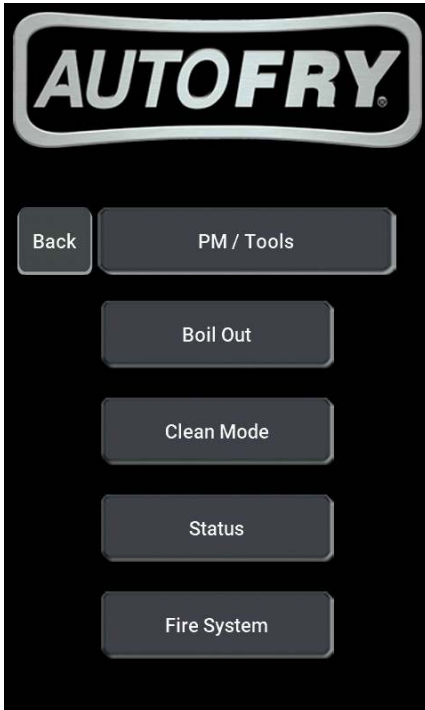 AUTOFRY®
Back
PM / Tools
Boil Out
Clean Mode
Status
Fire System